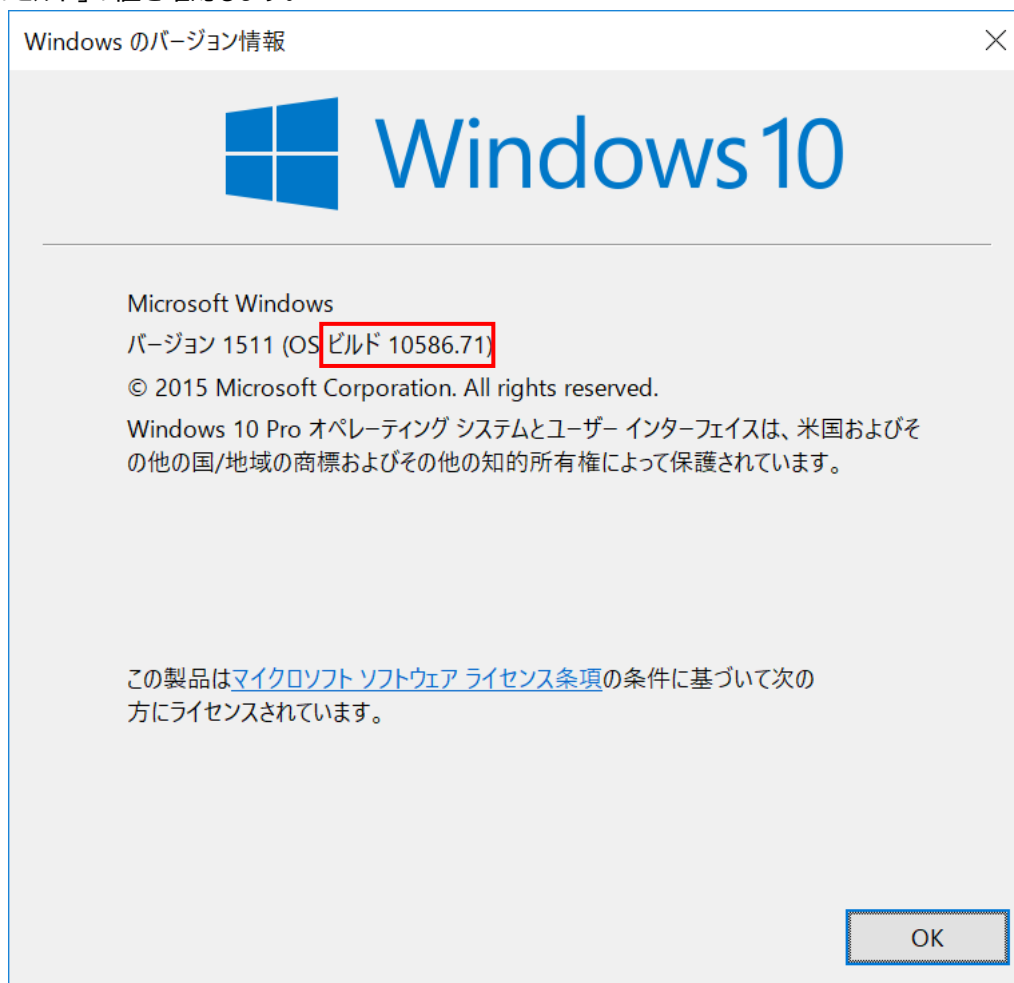 Windows のバージョン情報
Windows 10
Microsoft Windows
バージョン 1511 (OS ビルド 10586.71)
© 2015 Microsoft Corporation. All rights reserved.
Windows 10 Pro オペレーティング システムとユーザー インターフェイスは、米国およびそ
の他の国/地域の商標およびその他の知的所有権によって保護されています。
この製品はマイクロソフト ソフトウェア ライセンス条項の条件に基づいて次の
方にライセンスされています。
OK